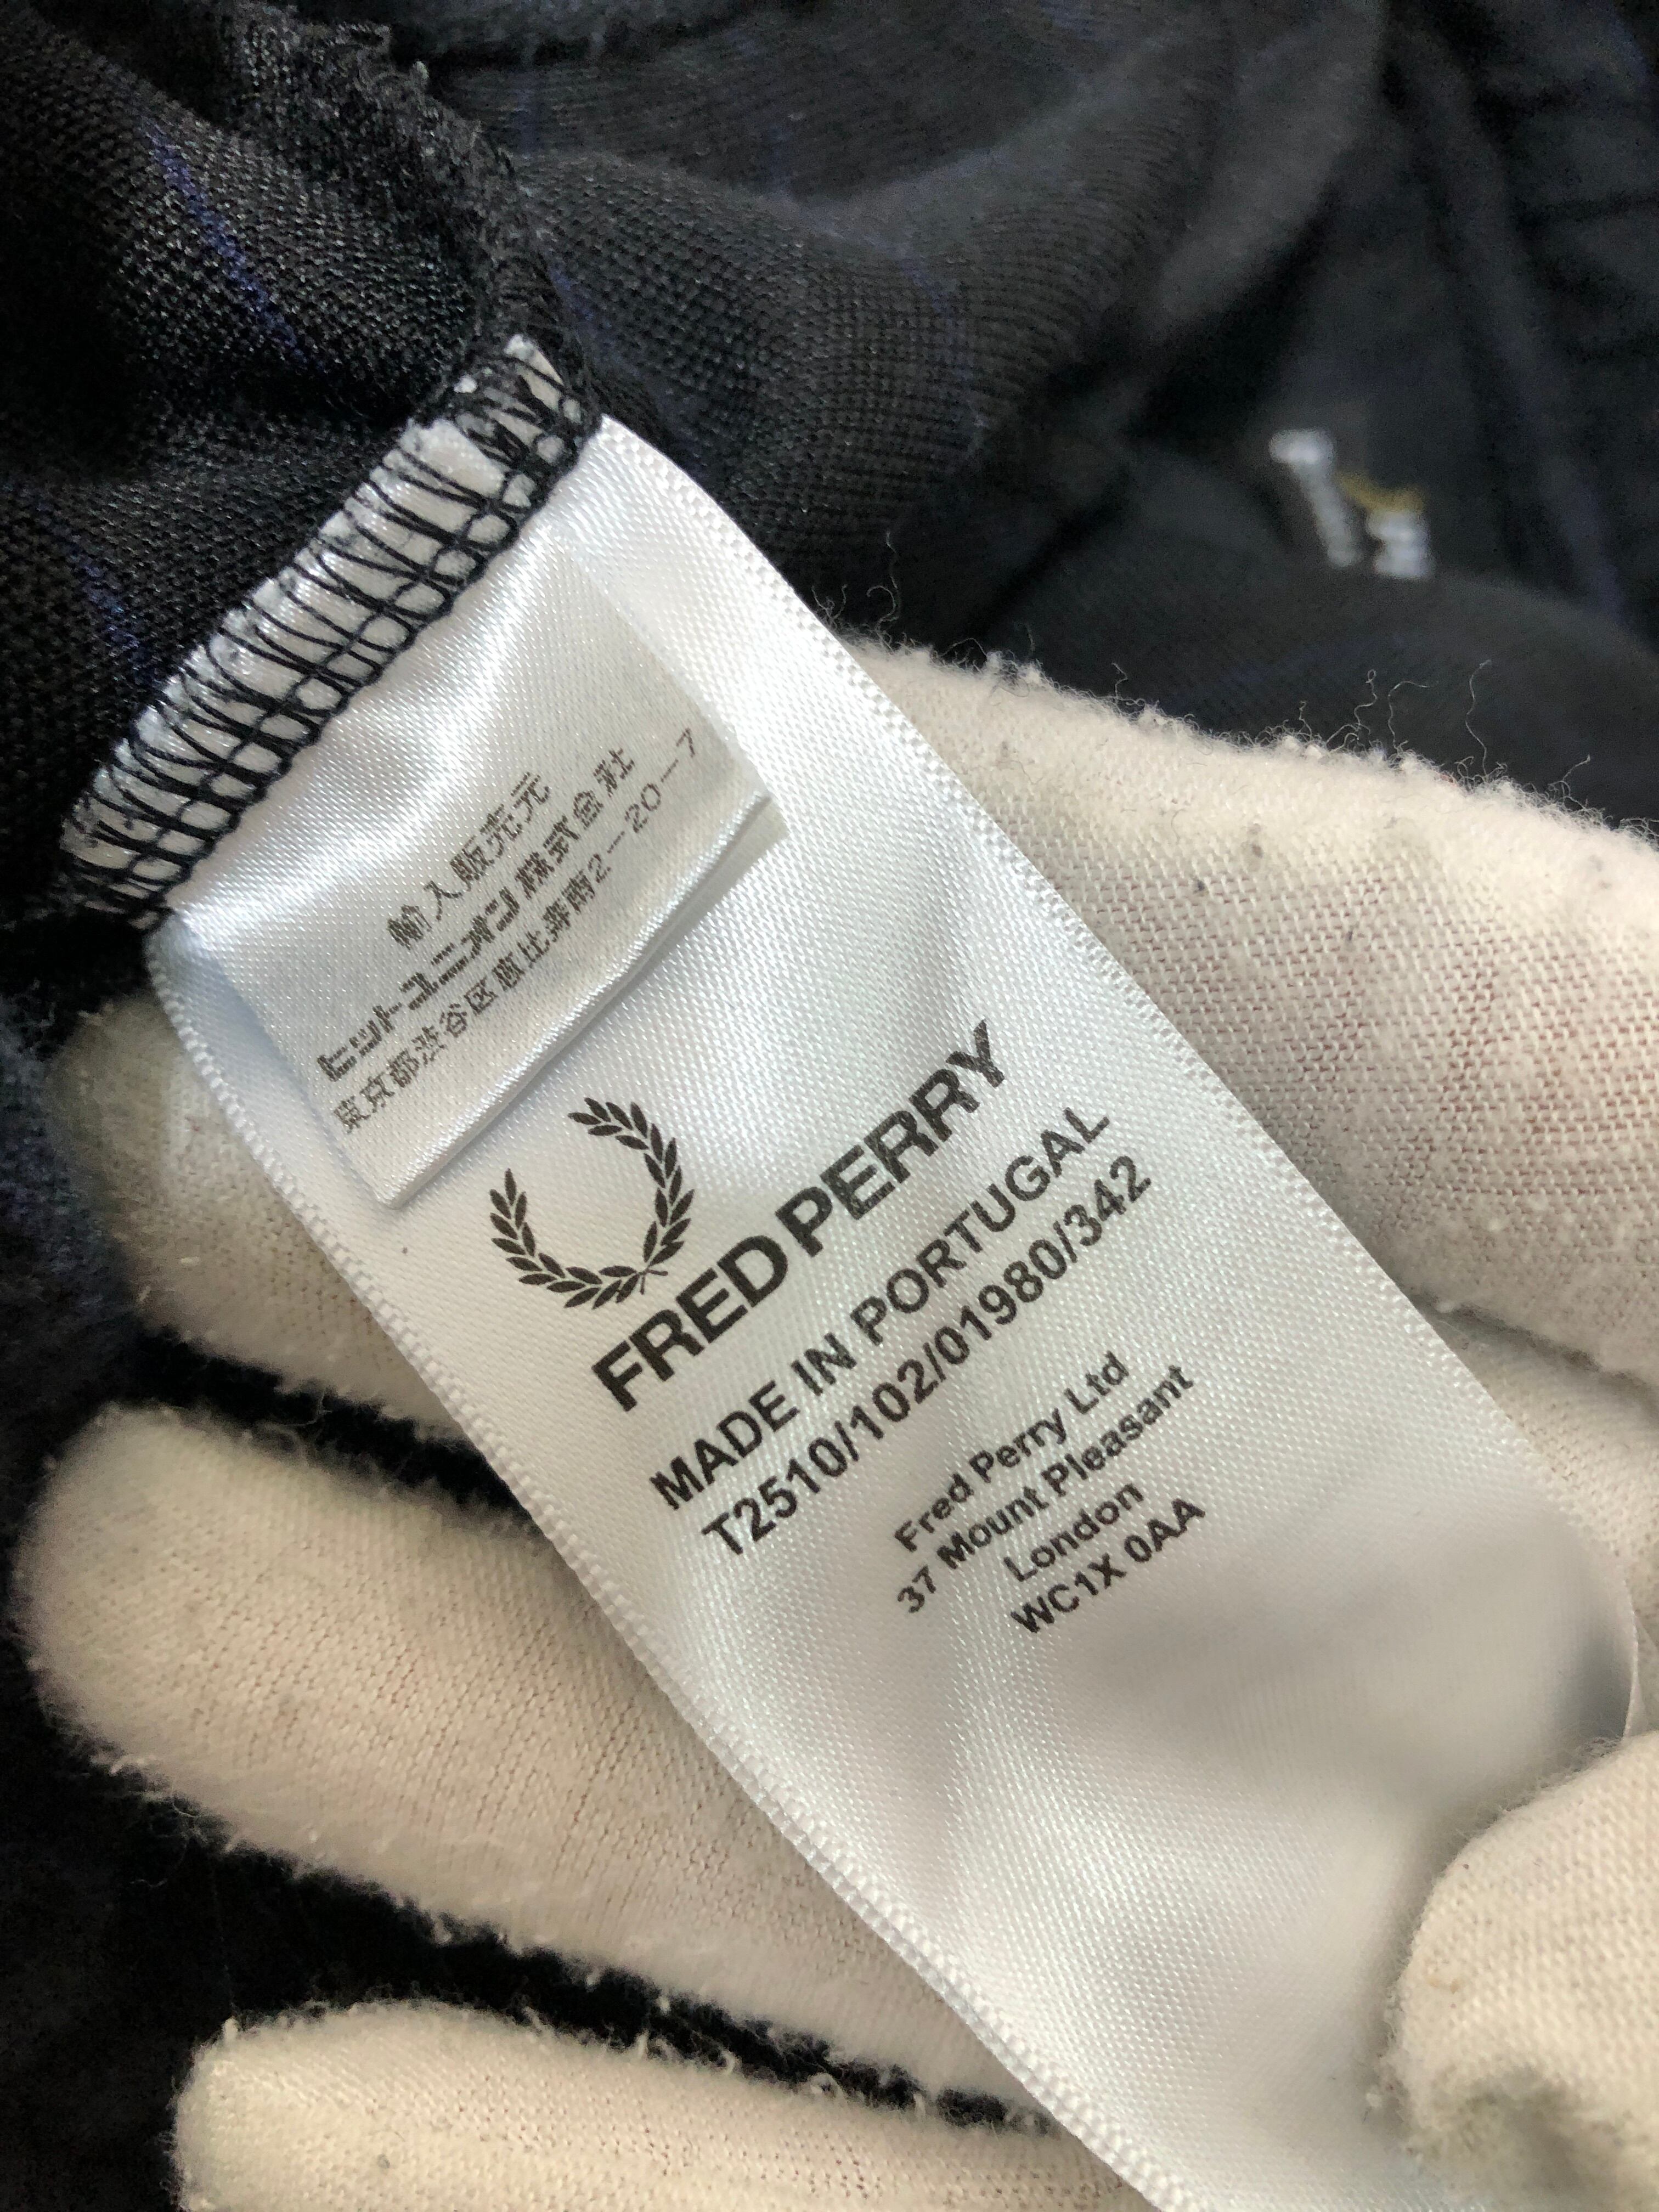 輸入販売元
ヒットユニオン株式会社
東京都渋谷区恵比寿南2-20-7
FRED PERRY
MADE IN PORTUGAL
T2510/102/01980/342
Fred Perry Ltd
37 Mount Pleasant
London
WC1X 0AA